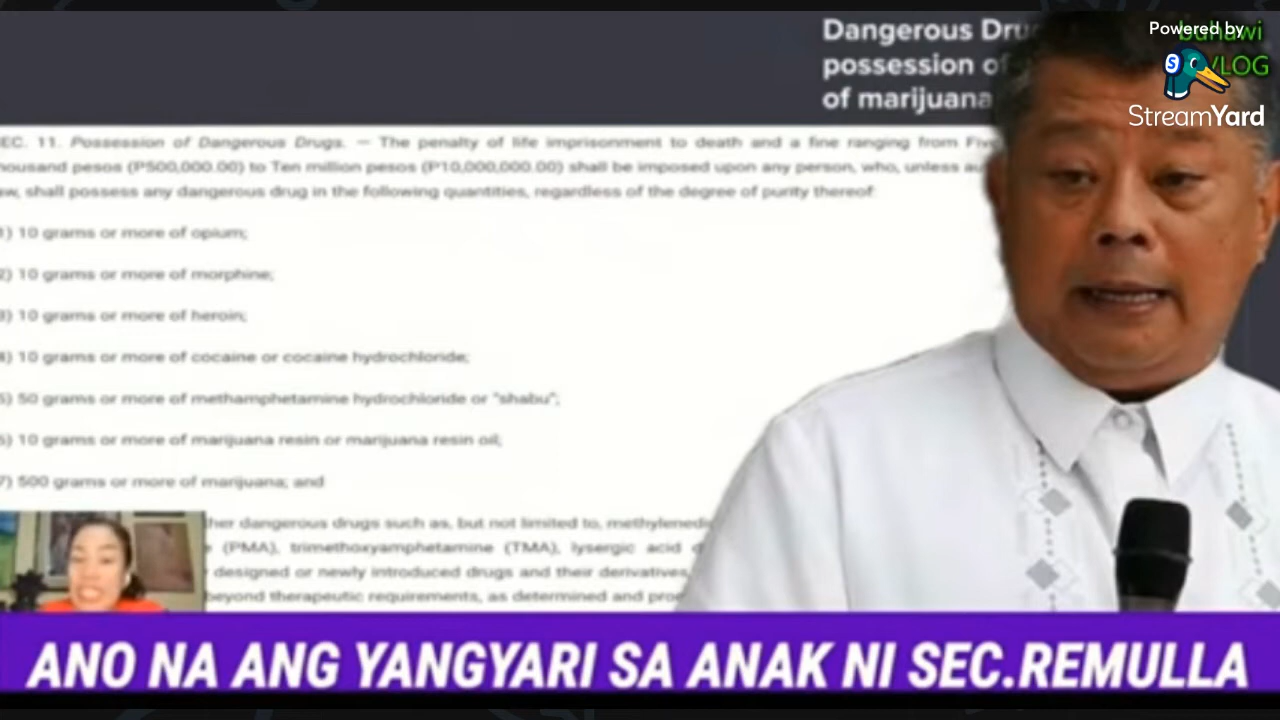 Dangerous Dru
possession of
of marijuana
Powered by
bahawi
VLOG
StreamYard
EC. 11. Possession of Dangerous Drugs. — The penalty of life imprisonment to death and a fine ranging from Five
housand pesos (P500,000.00) to Ten million pesos (P10,000,000.00) shall be imposed upon any person, who, unless au
aw, shall possess any dangerous drug in the following quantities, regardless of the degree of purity thereof:
1) 10 grams or more of opium;
2) 10 grams or more of morphine;
3) 10 grams or more of heroin;
4) 10 grams or more of cocaine or cocaine hydrochloride;
5) 50 grams or more of methamphetamine hydrochloride or "shabu";
6) 10 grams or more of marijuana resin or marijuana resin oil;
7) 500 grams or more of marijuana; and
her dangerous drugs such as, but not limited to, methylenedi
(PMA), trimethoxyamphetamine (TMA), lysergic acid d
designed or newly introduced drugs and their derivatives,
beyond therapeutic requirements, as determined and pro
ANO NA ANG YANGYARI SA ANAK NI SEC.REMULLA